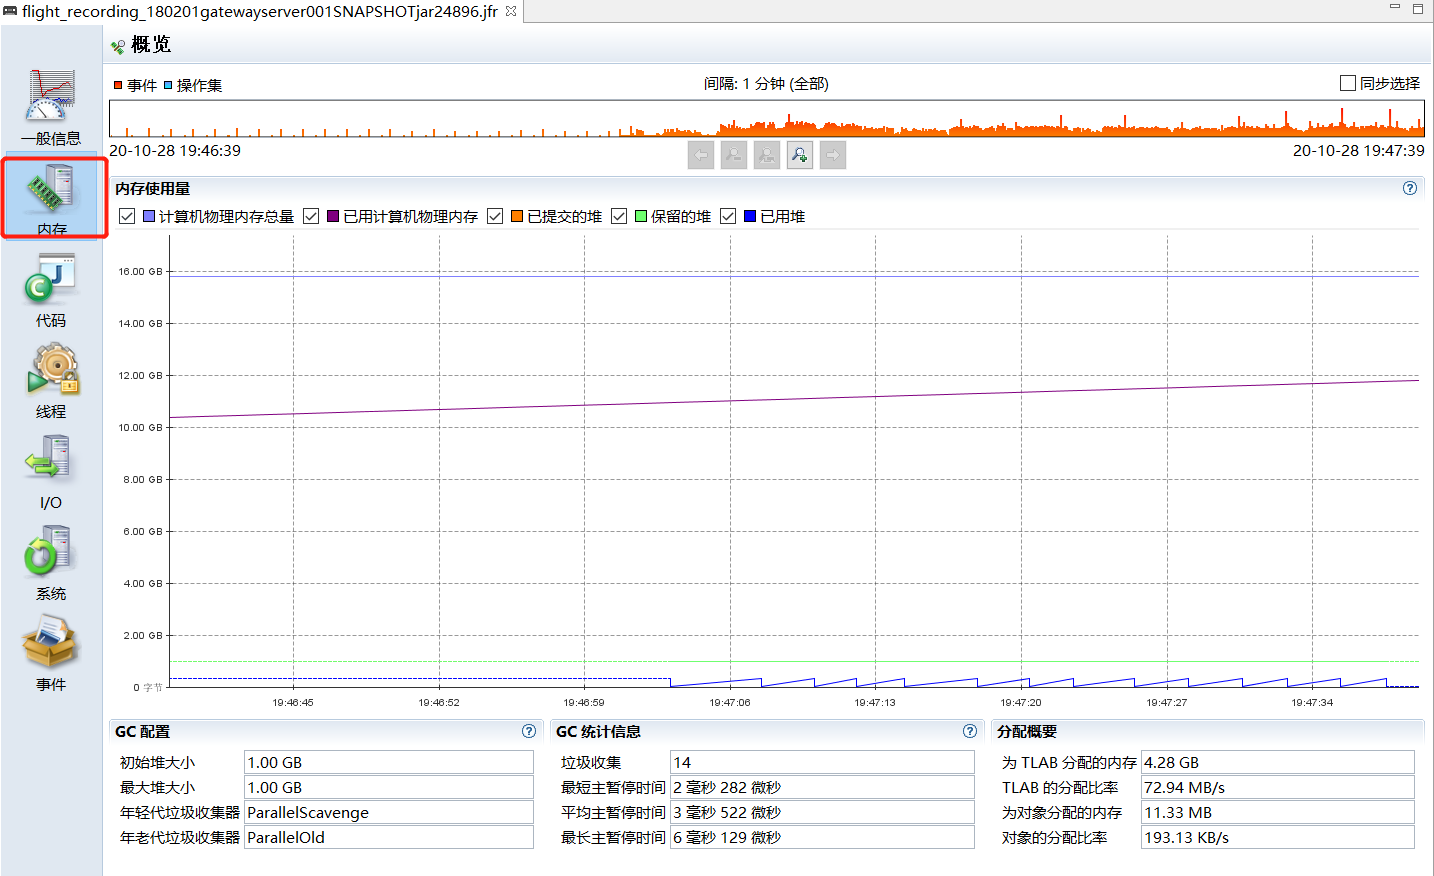 flight_recording_180201gatewayserver001SNAPSHOTjar24896.jfr
概览
事件 操作集 间隔: 1 分钟 (全部) 同步选择
20-10-28 19:46:39 20-10-28 19:47:39
一般信息
内存
代码
线程
I/O
系统
事件
内存使用量
计算机物理内存总量 已用计算机物理内存 已提交的堆 保留的堆 已用堆
16.00 GB
14.00 GB
12.00 GB
10.00 GB
8.00 GB
6.00 GB
4.00 GB
2.00 GB
0 字节
19:46:45 19:46:52 19:46:59 19:47:06 19:47:13 19:47:20 19:47:27 19:47:34
GC 配置
初始堆大小 1.00 GB
最大堆大小 1.00 GB
年轻代垃圾收集器 ParallelScavenge
年老代垃圾收集器 ParallelOld
GC 统计信息
垃圾收集 14
最短主暂停时间 2 毫秒 282 微秒
平均主暂停时间 3 毫秒 522 微秒
最长主暂停时间 6 毫秒 129 微秒
分配概要
为 TLAB 分配的内存 4.28 GB
TLAB 的分配比率 72.94 MB/s
为对象分配的内存 11.33 MB
对象的分配比率 193.13 KB/s